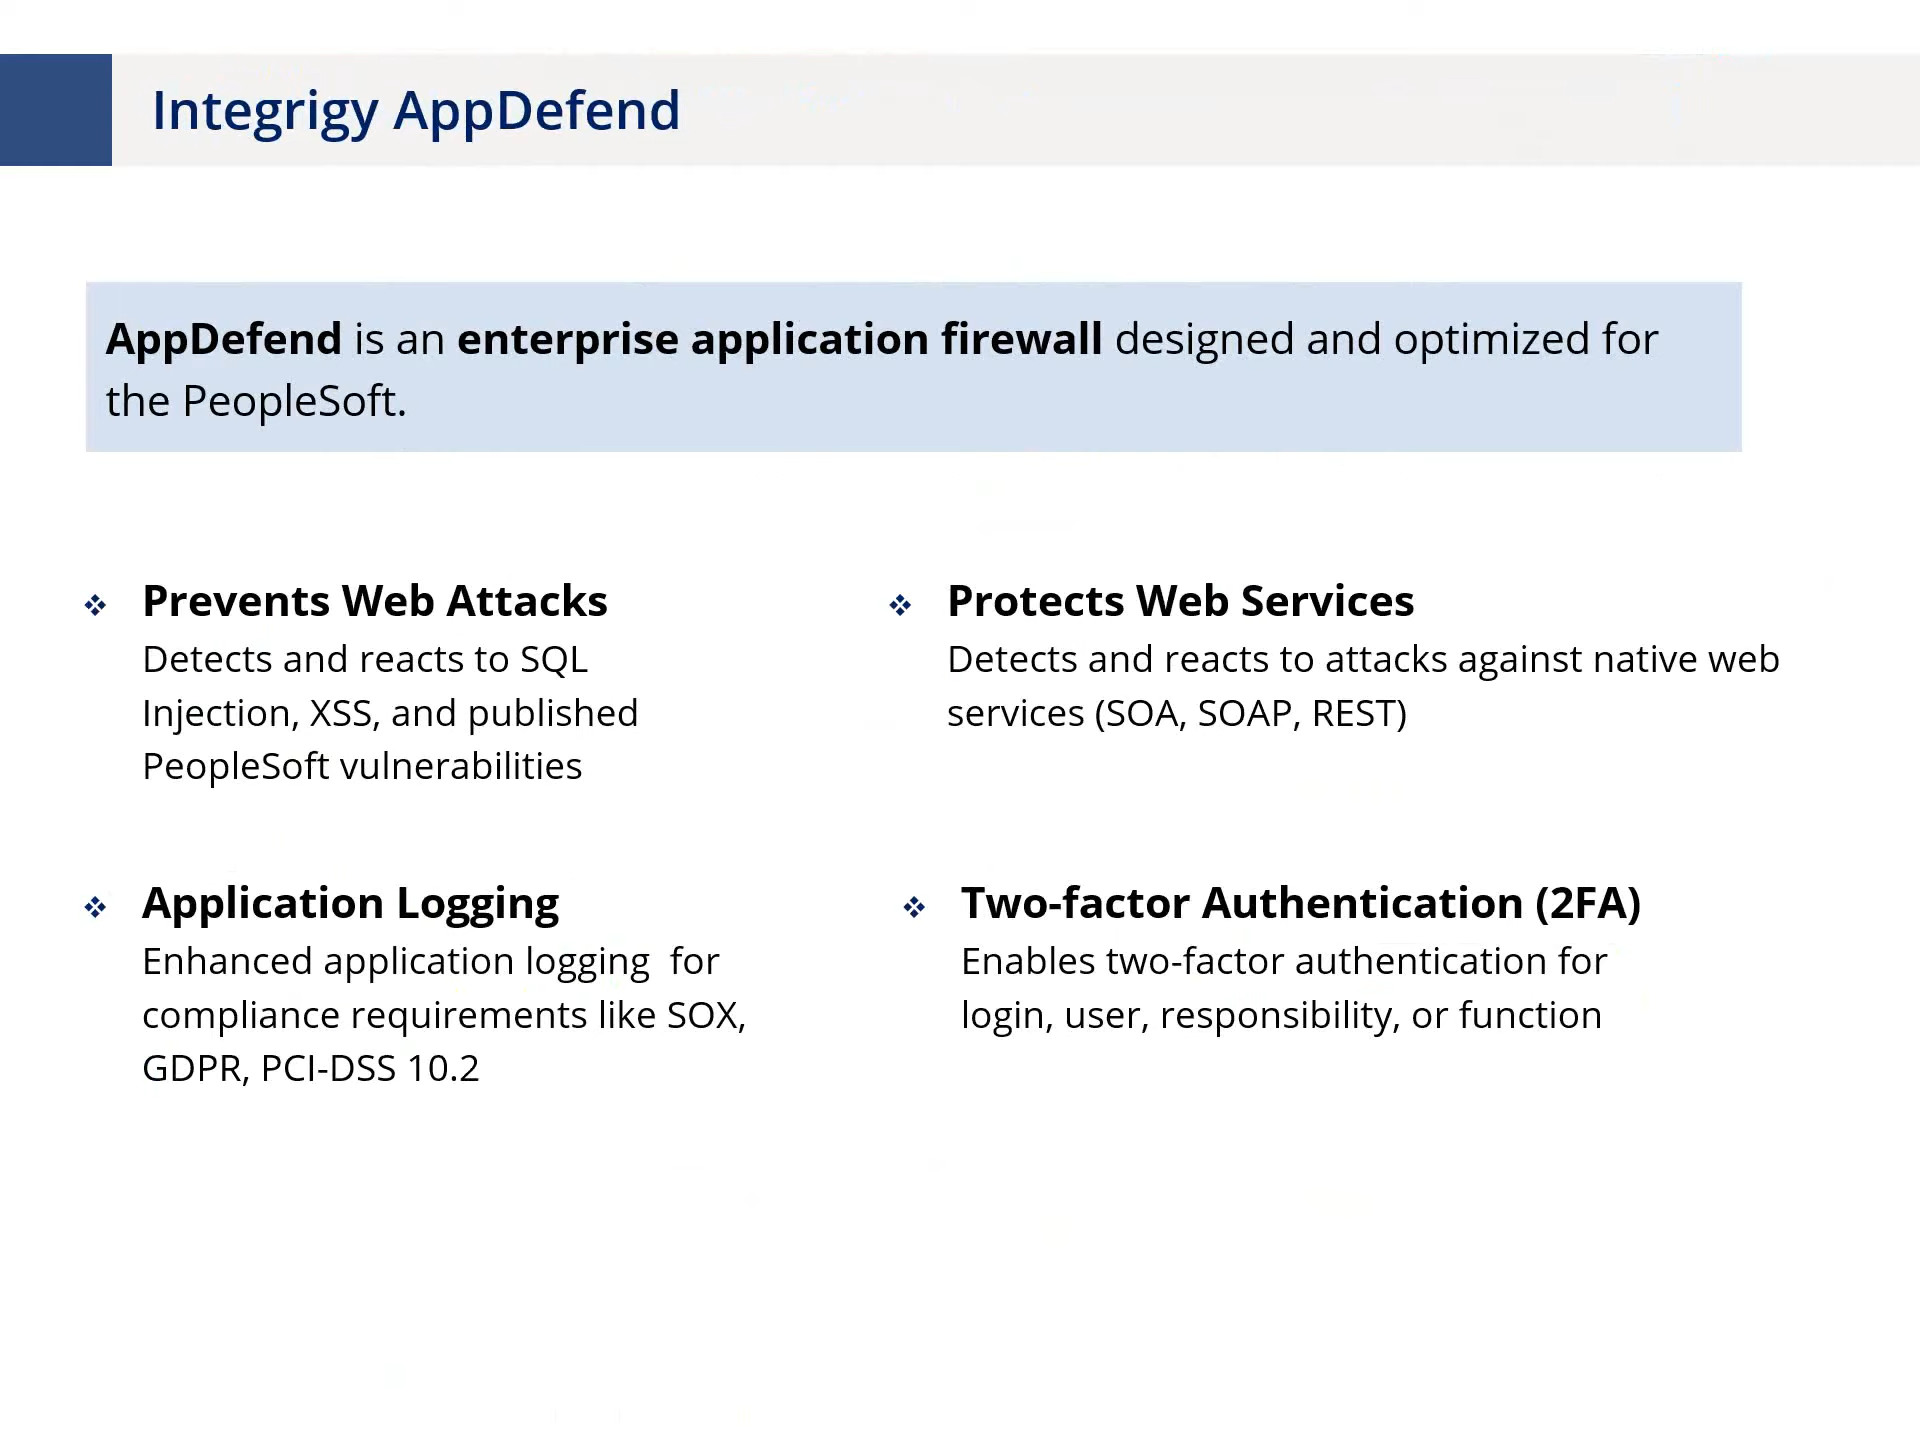 Integrigy AppDefend
AppDefend is an enterprise application firewall designed and optimized for
the PeopleSoft.
❖ Prevents Web Attacks
Detects and reacts to SQL
Injection, XSS, and published
PeopleSoft vulnerabilities
❖ Protects Web Services
Detects and reacts to attacks against native web
services (SOA, SOAP, REST)
❖ Application Logging
Enhanced application logging  for
compliance requirements like SOX,
GDPR, PCI-DSS 10.2
❖ Two-factor Authentication (2FA)
Enables two-factor authentication for
login, user, responsibility, or function